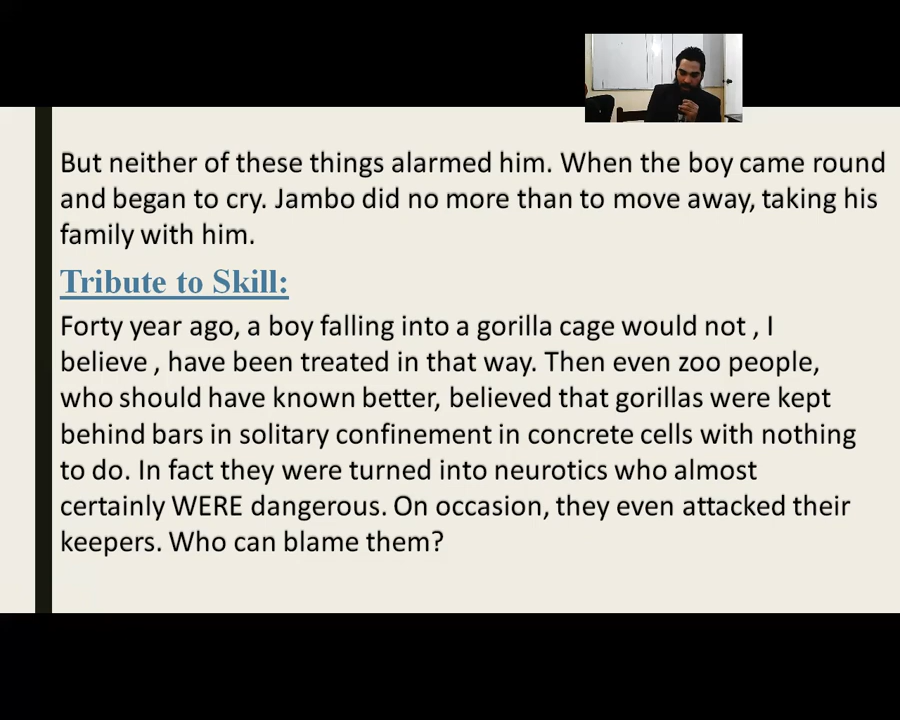 But neither of these things alarmed him. When the boy came round
and began to cry. Jambo did no more than to move away, taking his
family with him.
Tribute to Skill:
Forty year ago, a boy falling into a gorilla cage would not , I
believe , have been treated in that way. Then even zoo people,
who should have known better, believed that gorillas were kept
behind bars in solitary confinement in concrete cells with nothing
to do. In fact they were turned into neurotics who almost
certainly WERE dangerous. On occasion, they even attacked their
keepers. Who can blame them?